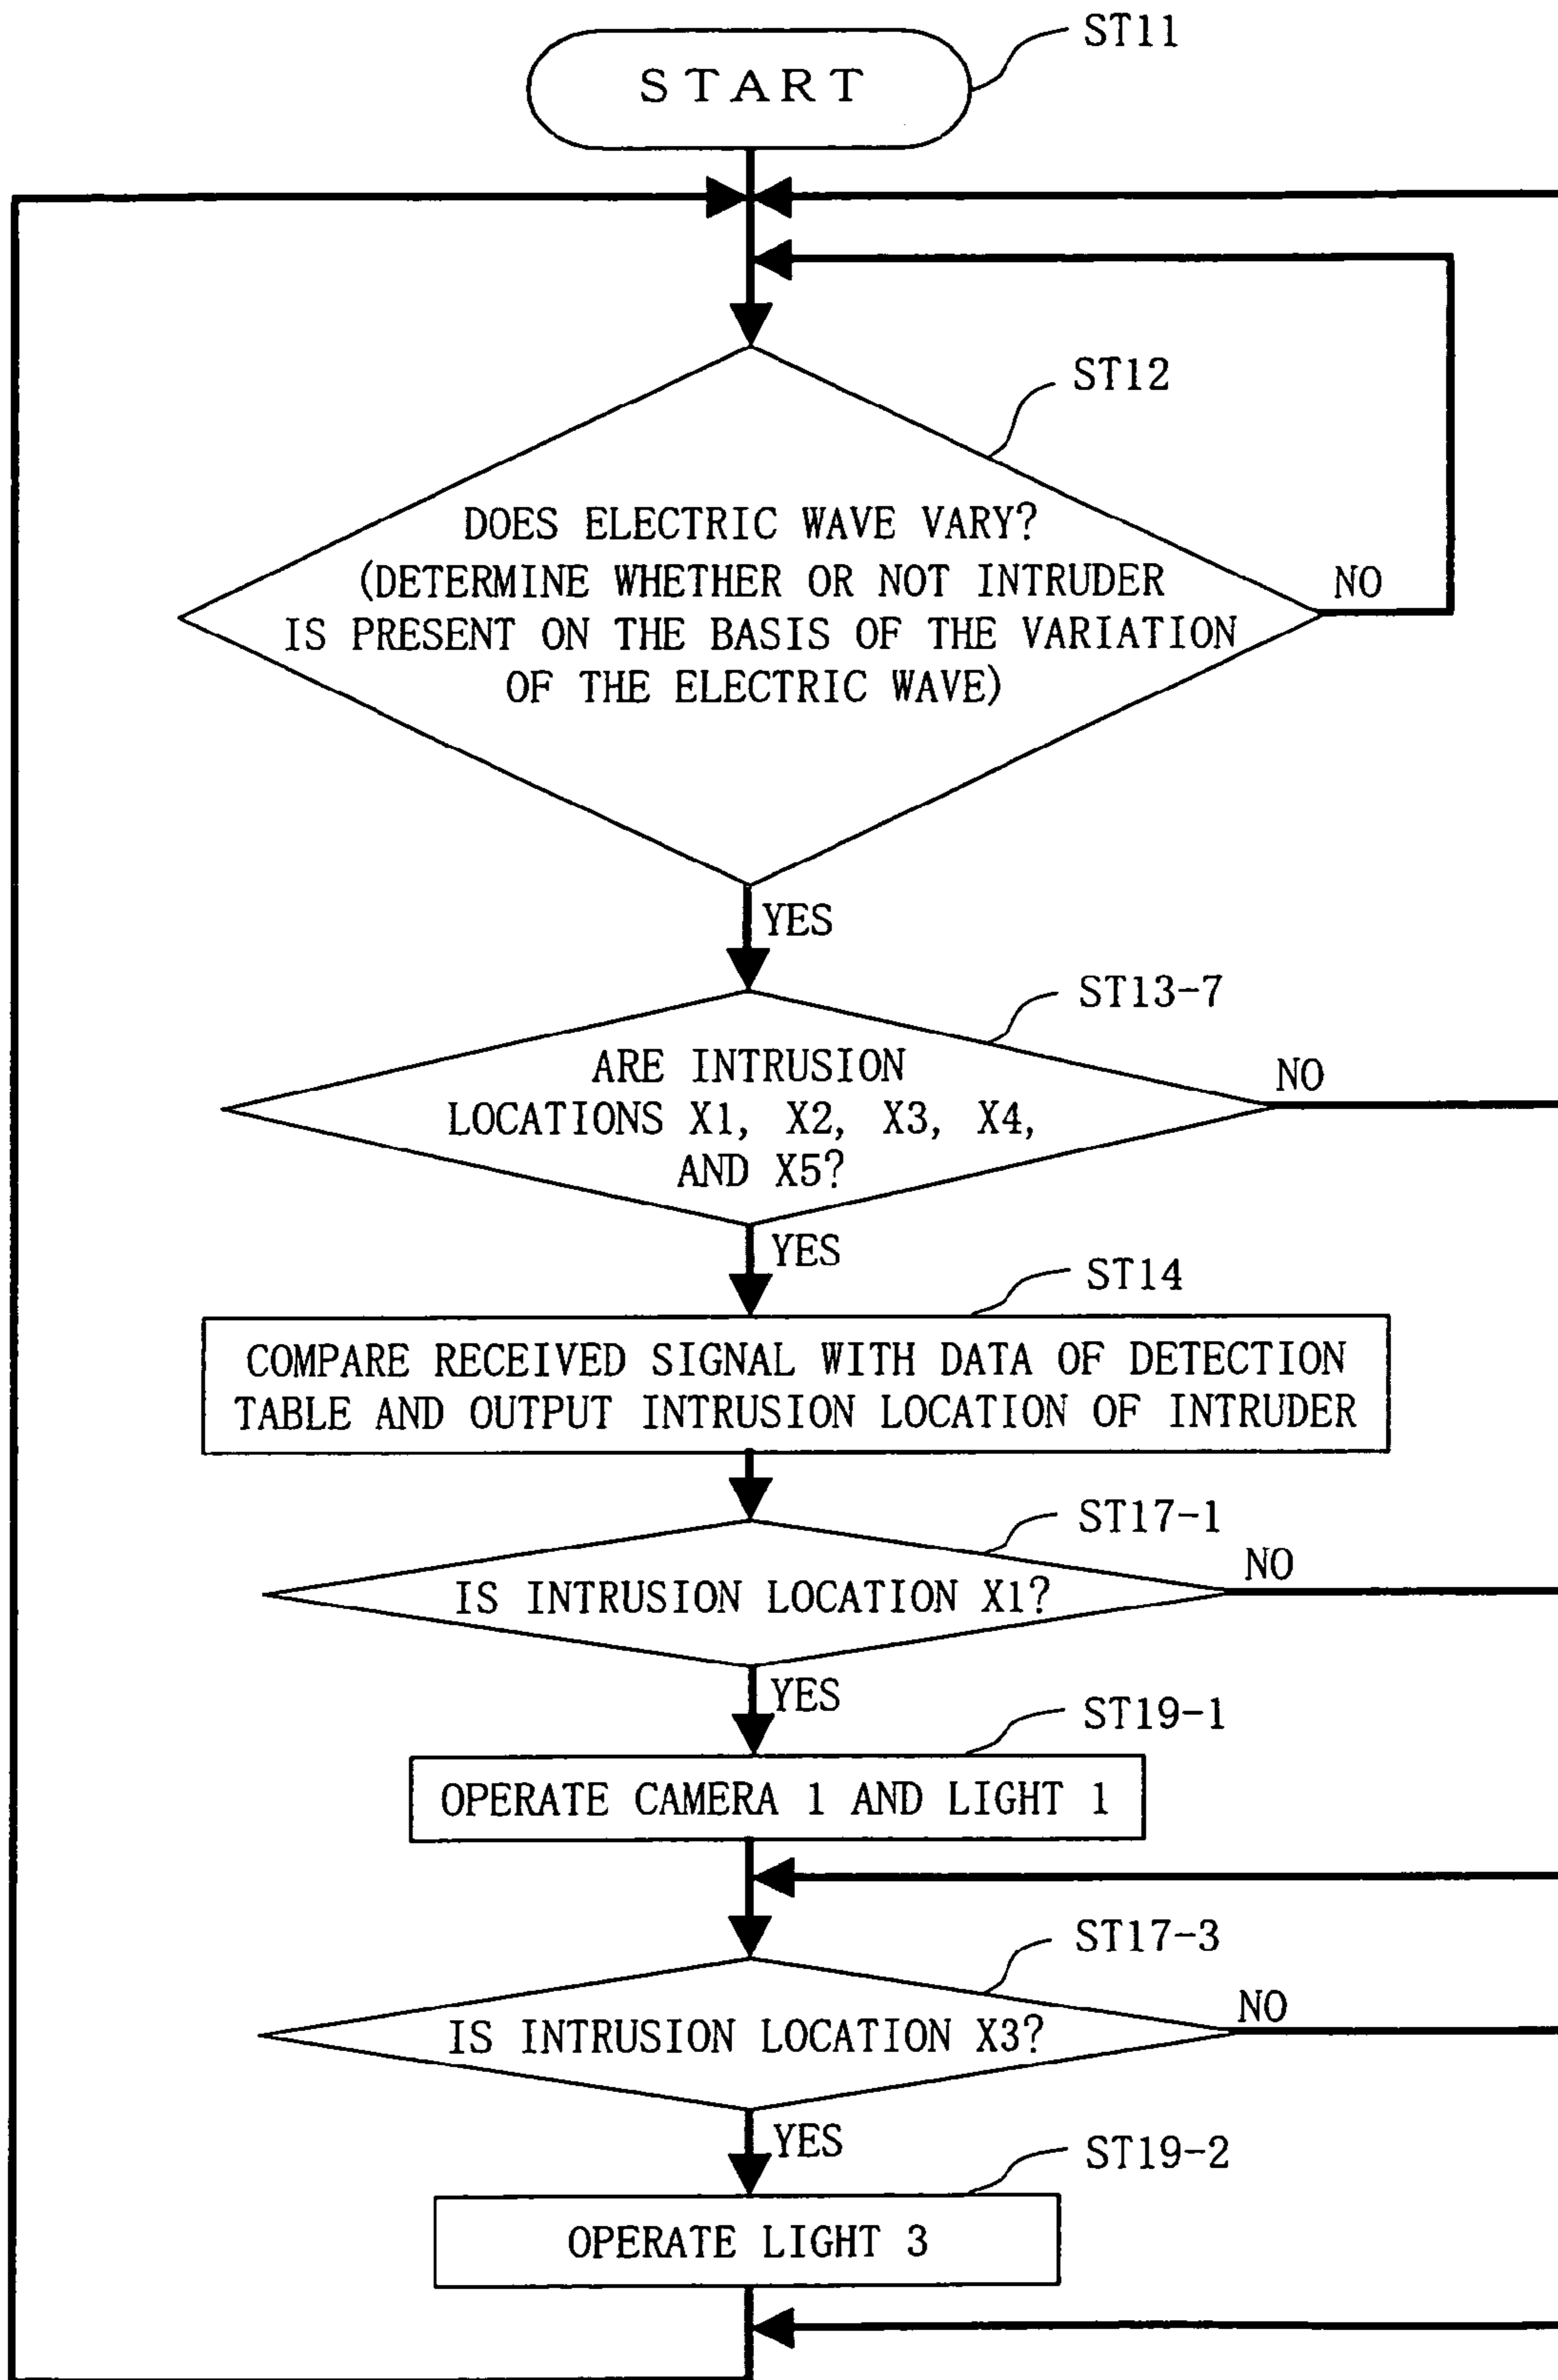 ST11
START
ST12
DOES ELECTRIC WAVE VARY?
(DETERMINE WHETHER OR NOT INTRUDER
IS PRESENT ON THE BASIS OF THE VARIATION
OF THE ELECTRIC WAVE)
NO
YES
ST13-7
ARE INTRUSION
LOCATIONS X1, X2, X3, X4,
AND X5?
NO
YES
ST14
COMPARE RECEIVED SIGNAL WITH DATA OF DETECTION
TABLE AND OUTPUT INTRUSION LOCATION OF INTRUDER
ST17-1
IS INTRUSION LOCATION X1?
NO
YES
ST19-1
OPERATE CAMERA 1 AND LIGHT 1
ST17-3
IS INTRUSION LOCATION X3?
NO
YES
ST19-2
OPERATE LIGHT 3